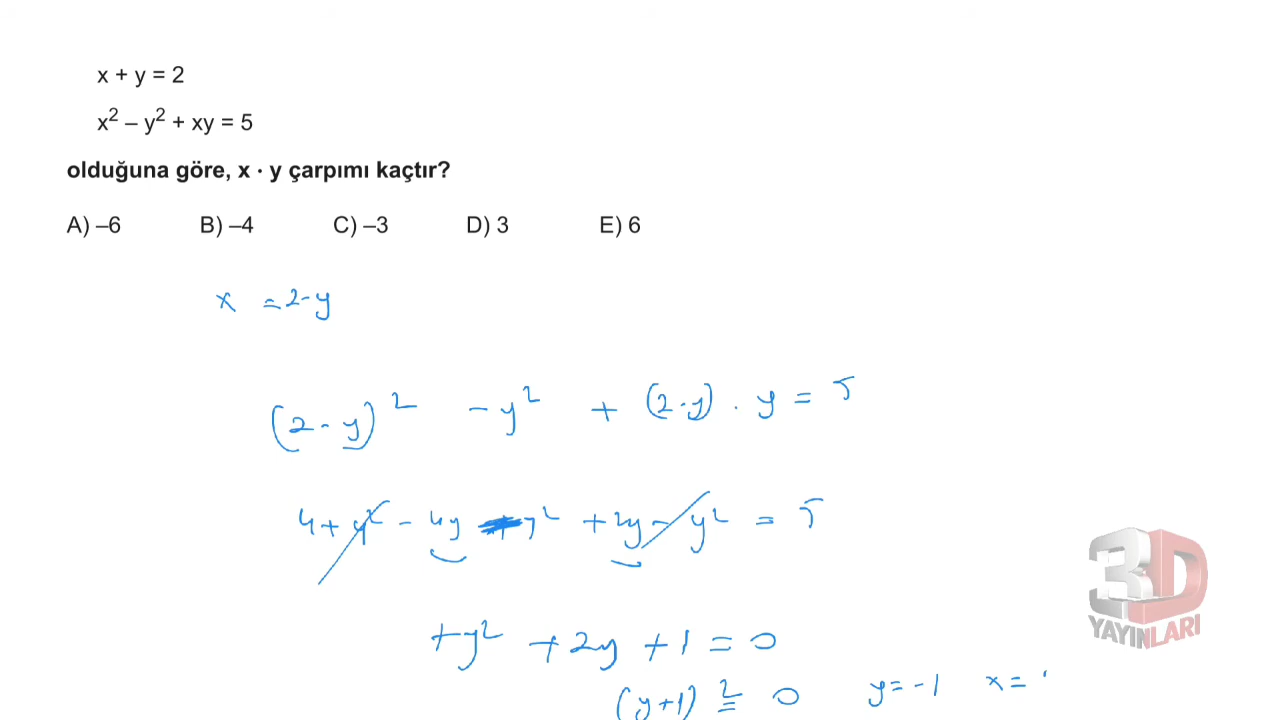 x + y = 2
x² – y² + xy = 5
olduğuna göre, x · y çarpımı kaçtır?
A) –6 B) –4 C) –3 D) 3 E) 6
x = 2-y
(2-y)² - y² + (2-y) . y = 5
4 + y² - 4y - y² + 2y - y² = 5
+y² + 2y + 1 = 0
(y+1)² = 0 y = -1 x =
3D
YAYINLARI